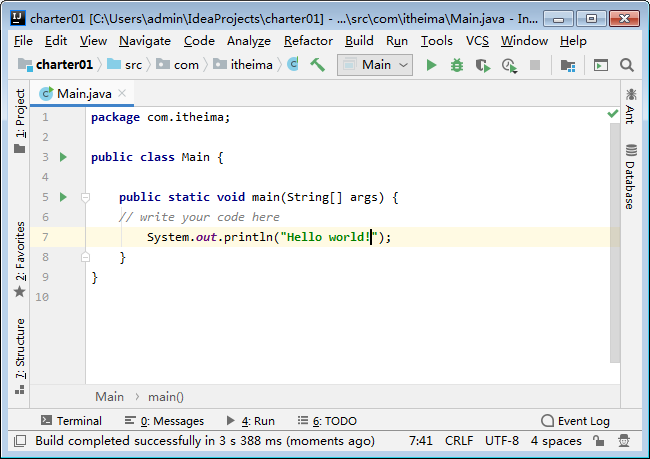 charter01 [C:\Users\admin\IdeaProjects\charter01] - ...\src\com\itheima\Main.java - In...
File Edit View Navigate Code Analyze Refactor Build Run Tools VCS Window Help
charter01 src com itheima C Main
1: Project
2: Favorites
7: Structure
Main.java
1 package com.itheima;
2
3 public class Main {
4
5 public static void main(String[] args) {
6 // write your code here
7 System.out.println("Hello world!");
8 }
9 }
10
Ant
Database
Main main()
Terminal 0: Messages 4: Run 6: TODO Event Log
Build completed successfully in 3 s 388 ms (moments ago) 7:41 CRLF UTF-8 4 spaces